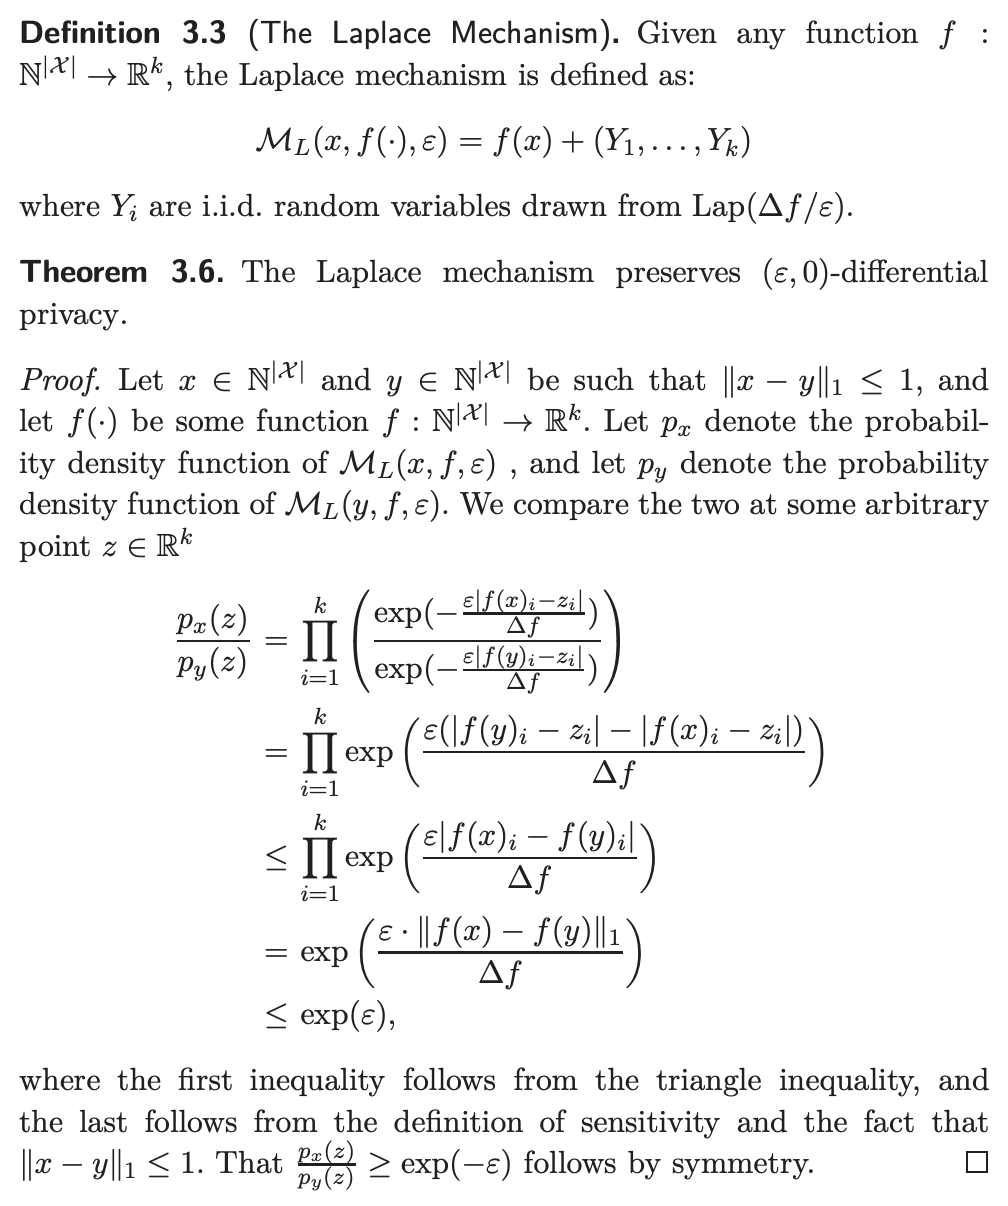 Definition 3.3 (The Laplace Mechanism). Given any function $f$ :
$\mathbb{N}^{|\mathcal{X}|} \to \mathbb{R}^k$, the Laplace mechanism is defined as:
$\mathcal{M}_L(x, f(\cdot), \varepsilon) = f(x) + (Y_1, \ldots, Y_k)$
where $Y_i$ are i.i.d. random variables drawn from Lap$(\Delta f/\varepsilon)$.
Theorem 3.6. The Laplace mechanism preserves $(\varepsilon, 0)$-differential
privacy.
Proof. Let $x \in \mathbb{N}^{|\mathcal{X}|}$ and $y \in \mathbb{N}^{|\mathcal{X}|}$ be such that $\|x - y\|_1 \leq 1$, and
let $f(\cdot)$ be some function $f : \mathbb{N}^{|\mathcal{X}|} \to \mathbb{R}^k$. Let $p_x$ denote the probabil-
ity density function of $\mathcal{M}_L(x, f, \varepsilon)$ , and let $p_y$ denote the probability
density function of $\mathcal{M}_L(y, f, \varepsilon)$. We compare the two at some arbitrary
point $z \in \mathbb{R}^k$
$\frac{p_x(z)}{p_y(z)} = \prod_{i=1}^{k} \left( \frac{\exp(-\frac{\varepsilon|f(x)_i - z_i|}{\Delta f})}{\exp(-\frac{\varepsilon|f(y)_i - z_i|}{\Delta f})} \right)$
$= \prod_{i=1}^{k} \exp \left( \frac{\varepsilon(|f(y)_i - z_i| - |f(x)_i - z_i|)}{\Delta f} \right)$
$\leq \prod_{i=1}^{k} \exp \left( \frac{\varepsilon|f(x)_i - f(y)_i|}{\Delta f} \right)$
$= \exp \left( \frac{\varepsilon \cdot \|f(x) - f(y)\|_1}{\Delta f} \right)$
$\leq \exp(\varepsilon),$
where the first inequality follows from the triangle inequality, and
the last follows from the definition of sensitivity and the fact that
$\|x - y\|_1 \leq 1$. That $\frac{p_x(z)}{p_y(z)} \geq \exp(-\varepsilon)$ follows by symmetry. □